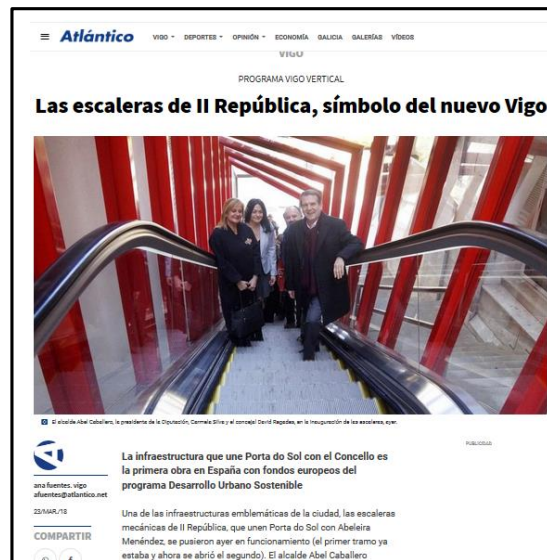 Atlántico
VIGO DEPORTES OPINIÓN ECONOMÍA GALICIA GALERÍAS VÍDEOS
VIGO
PROGRAMA VIGO VERTICAL
Las escaleras de II República, símbolo del nuevo Vigo
El alcalde Abel Caballero, la presidenta de la Diputación, Carmela Silva y el concejal David Regades, en la inauguración de las escaleras, ayer.
ana fuentes. vigo
afuentes@atlantico.net
23/MAR./18
COMPARTIR
La infraestructura que une Porta do Sol con el Concello es
la primera obra en España con fondos europeos del
programa Desarrollo Urbano Sostenible
Una de las infraestructuras emblemáticas de la ciudad, las escaleras
mecánicas de II República, que unen Porta do Sol con Abeleira
Menéndez, se pusieron ayer en funcionamiento (el primer tramo ya
estaba y ahora se abrió el segundo). El alcalde Abel Caballero
PUBLICIDAD